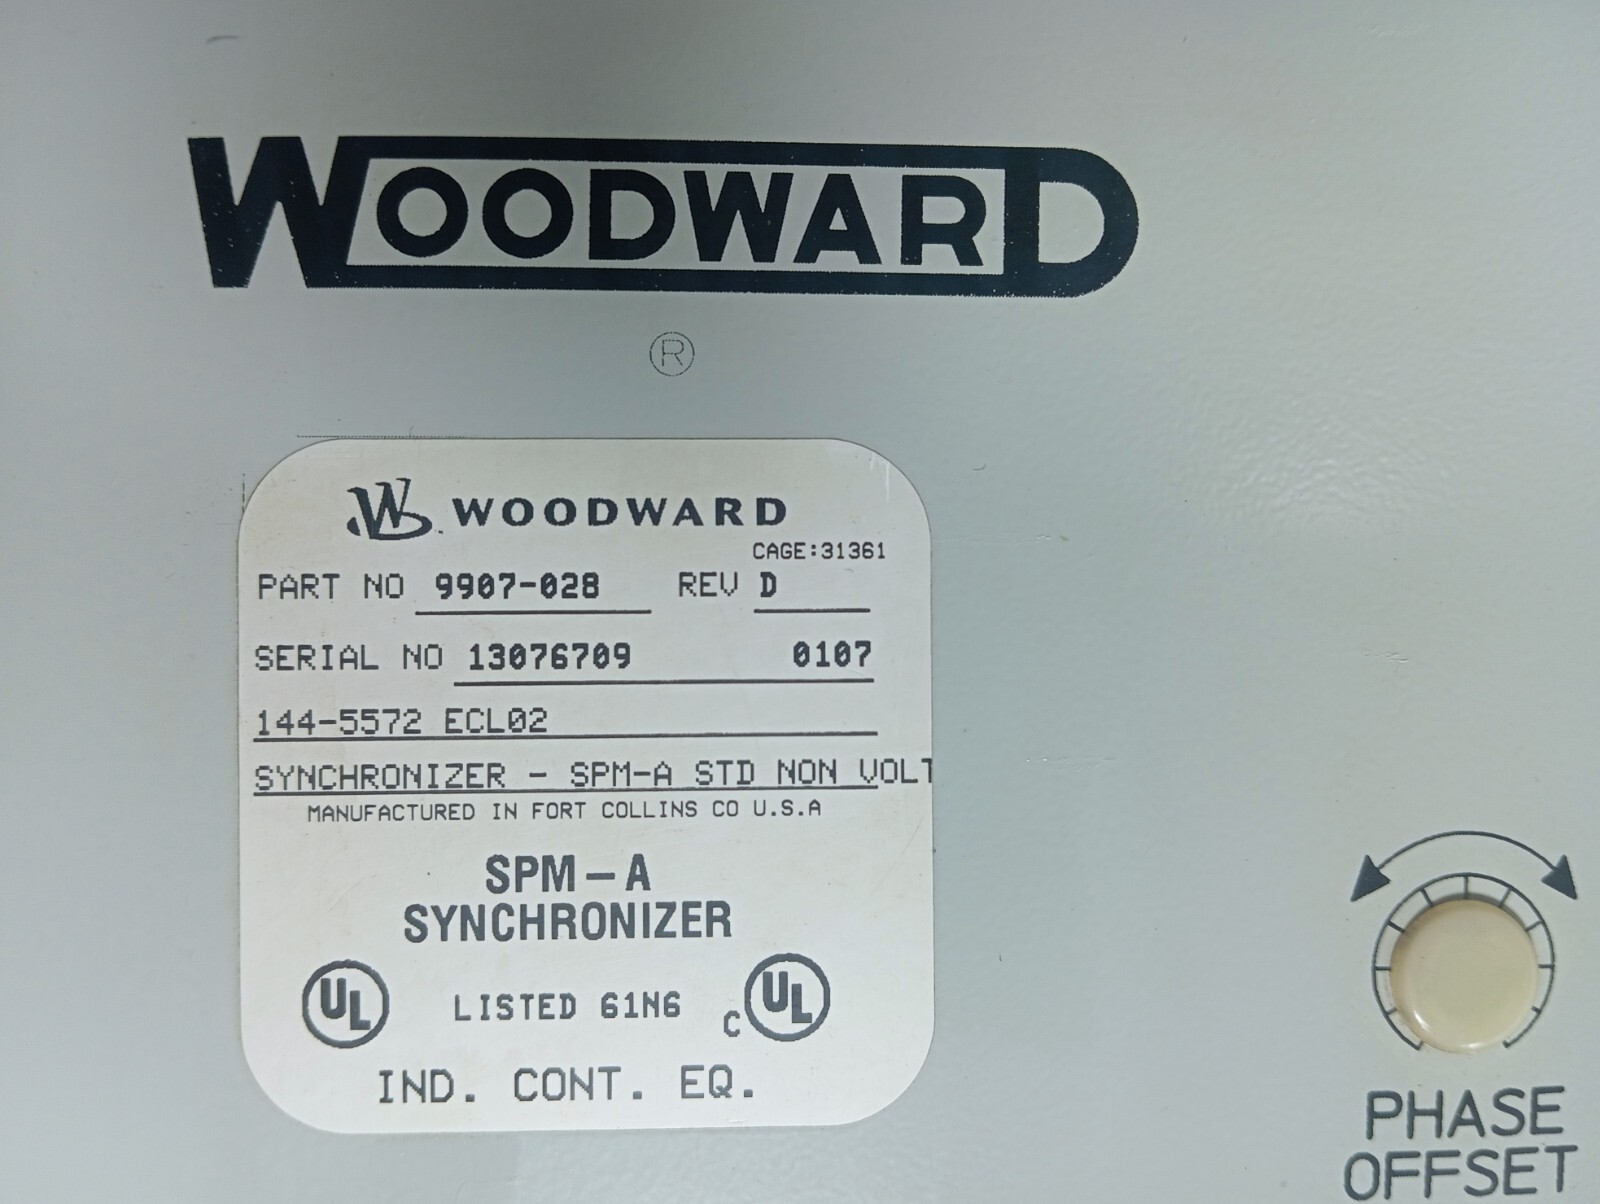 WOODWARD
®
WOODWARD
CAGE:31361
PART NO 9907-028 REV D
SERIAL NO 13076709 0107
144-5572 ECL02
SYNCHRONIZER - SPM-A STD NON VOLT
MANUFACTURED IN FORT COLLINS CO U.S.A
SPM-A
SYNCHRONIZER
UL LISTED 61N6 C UL
IND. CONT. EQ.
PHASE
OFFSET